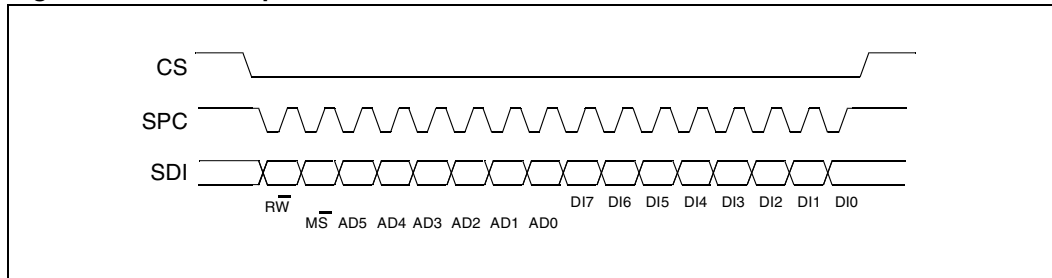 CS
SPC
SDI
RW̅
DI7 DI6 DI5 DI4 DI3 DI2 DI1 DI0
MS̅ AD5 AD4 AD3 AD2 AD1 AD0